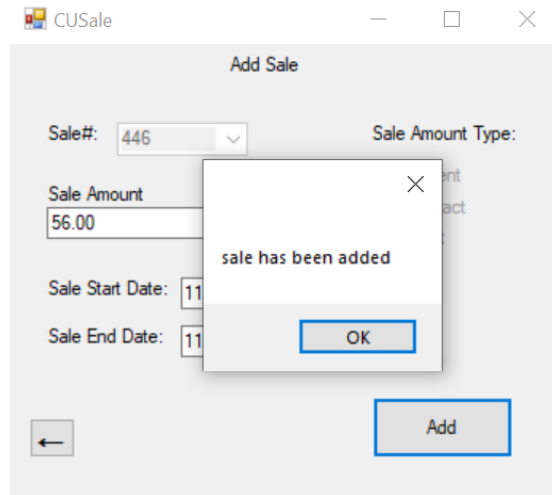 CUSale
Add Sale
Sale#: 446
Sale Amount Type:
Sale Amount
56.00
sale has been added
Sale Start Date: 11
Sale End Date: 11
OK
Add